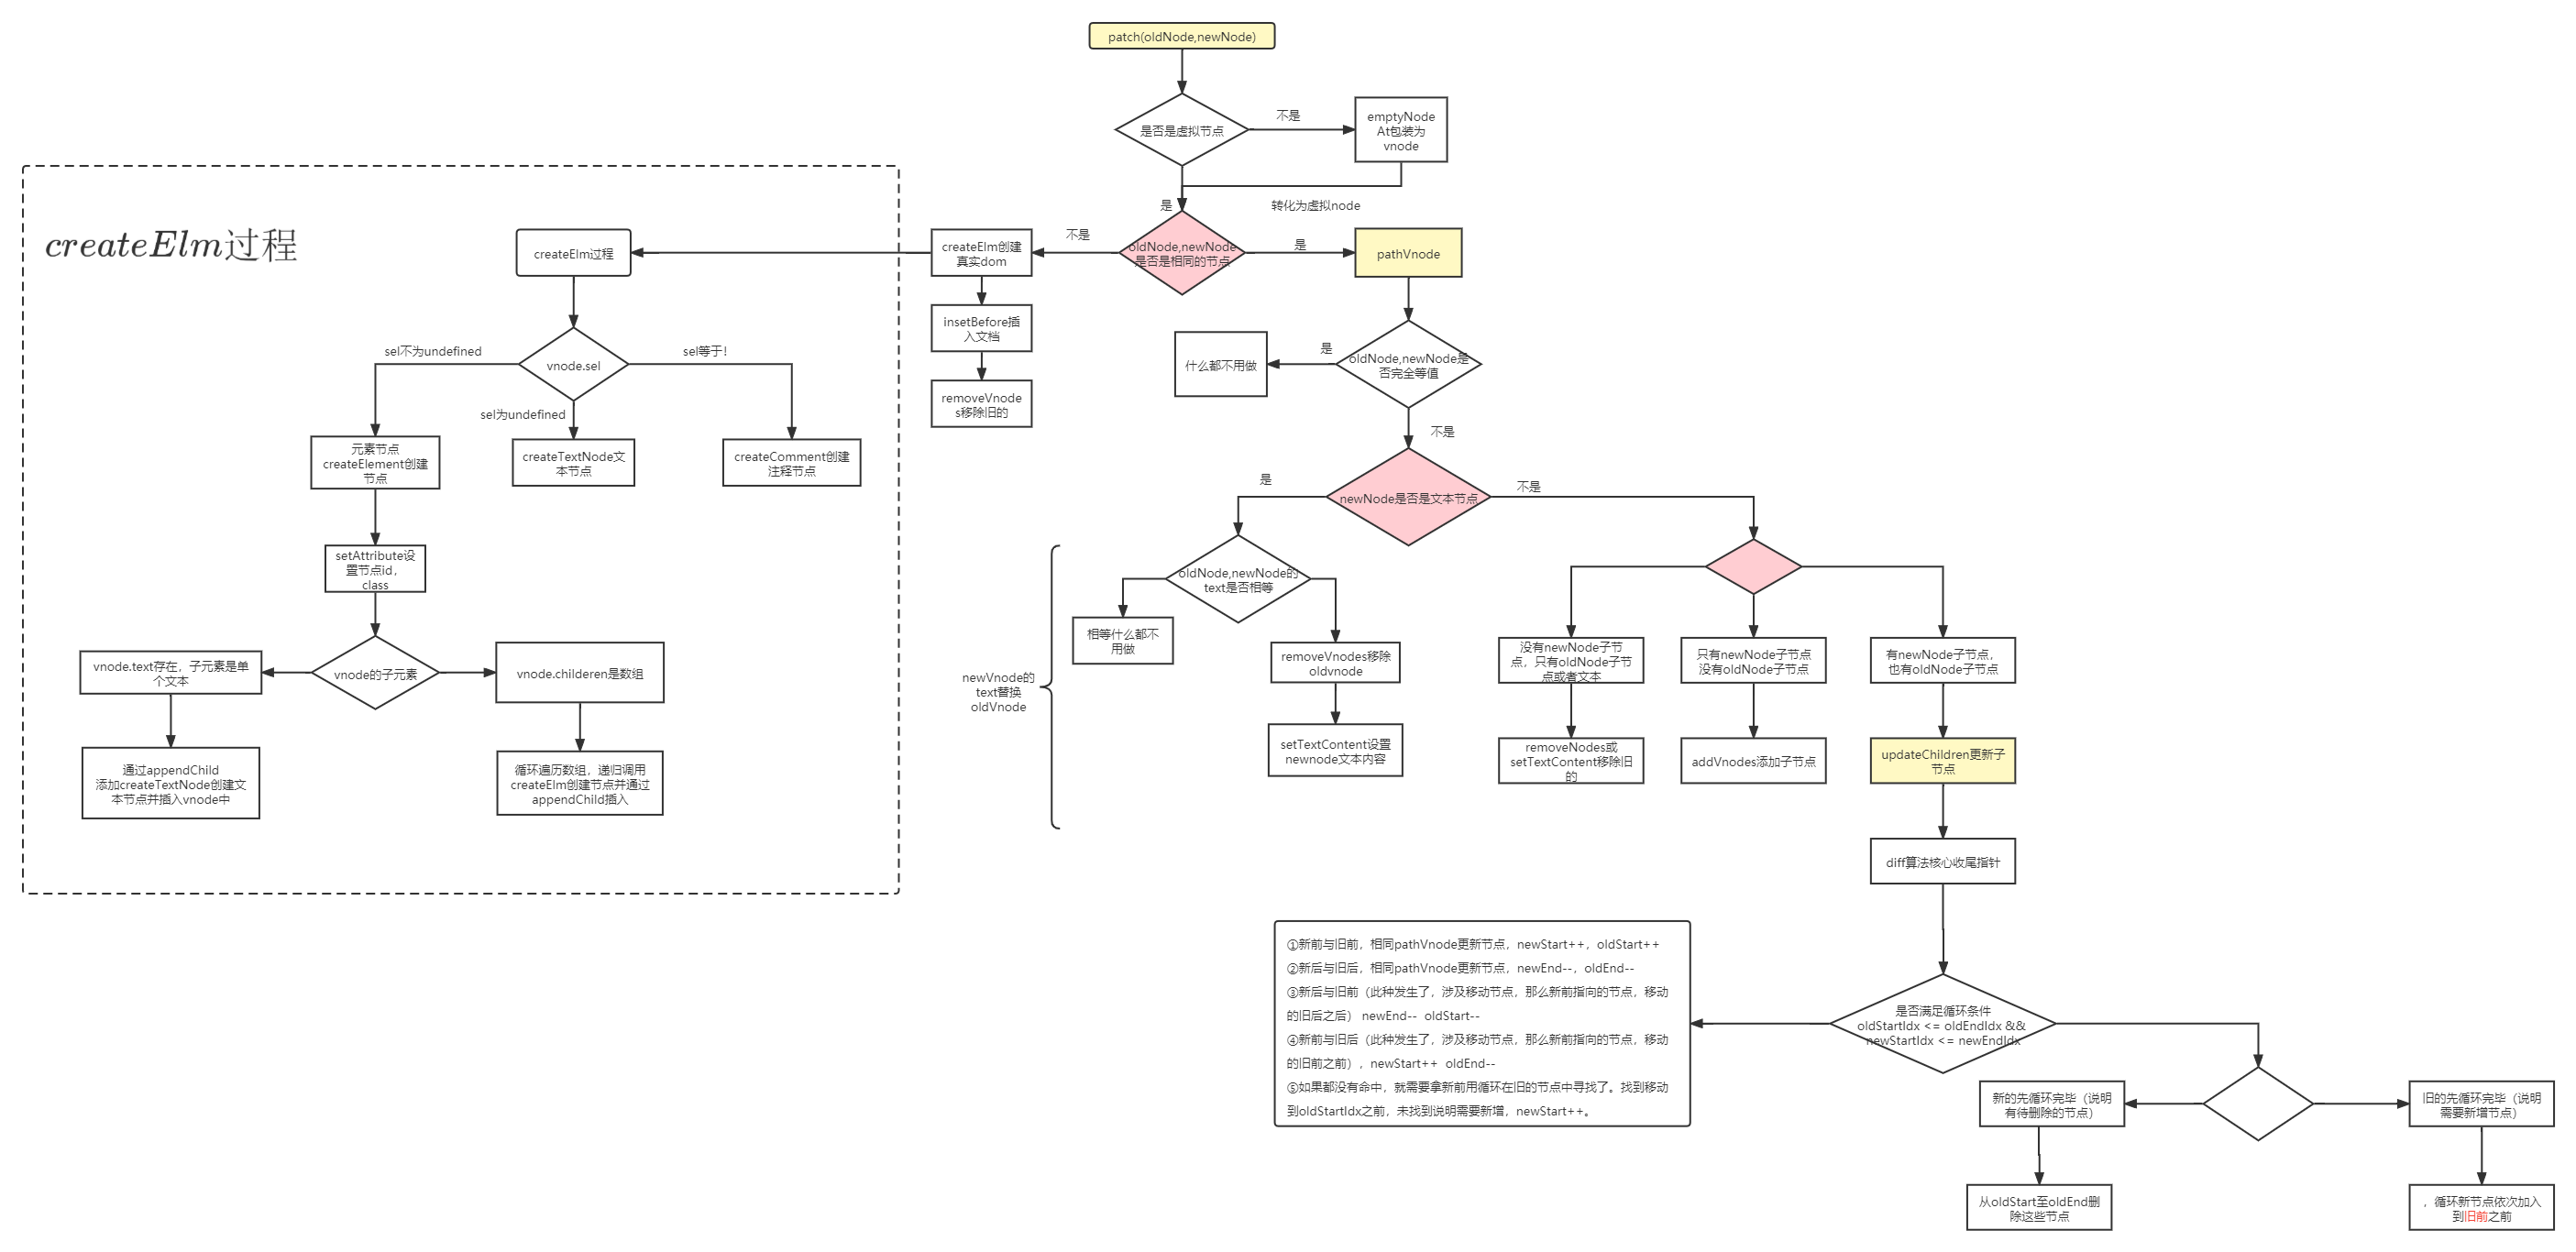 patch(oldNode,newNode)
是否是虚拟节点
不是
emptyNode
At包装为
vnode
是
转化为虚拟node
createElm过程
createElm过程
createElm创建
真实dom
不是
oldNode,newNode
是否是相同的节点
是
pathVnode
insetBefore插
入文档
removeVnode
s移除旧的
sel不为undefined
vnode.sel
sel等于!
sel为undefined
元素节点
createElement创建
节点
createTextNode文
本节点
createComment创建
注释节点
setAttribute设
置节点id,
class
vnode.text存在，子元素是单
个文本
vnode的子元素
vnode.childeren是数组
通过appendChild
添加createTextNode创建文
本节点并插入vnode中
循环遍历数组，递归调用
createElm创建节点并通过
appendChild插入
什么都不用做
是
oldNode,newNode是
否完全等值
不是
是
newNode是否是文本节点
不是
oldNode,newNode的
text是否相等
相等什么都不
用做
removeVnodes移除
oldvnode
newVnode的
text替换
oldVnode
setTextContent设置
newnode文本内容
没有newNode子节
点，只有oldNode子节
点或者文本
只有newNode子节点
没有oldNode子节点
有newNode子节点，
也有oldNode子节点
removeNodes或
setTextContent移除旧
的
addVnodes添加子节点
updateChildren更新子
节点
diff算法核心收尾指针
①新前与旧前，相同pathVnode更新节点，newStart++，oldStart++
②新后与旧后，相同pathVnode更新节点，newEnd--，oldEnd--
③新后与旧前（此种发生了，涉及移动节点，那么新前指向的节点，移动
的旧后之后） newEnd-- oldStart--
④新前与旧后（此种发生了，涉及移动节点，那么新前指向的节点，移动
的旧前之前），newStart++ oldEnd--
⑤如果都没有命中，就需要拿新前用循环在旧的节点中寻找了。找到移动
到oldStartIdx之前，未找到说明需要新增，newStart++。
是否满足循环条件
oldStartIdx <= oldEndIdx &&
newStartIdx <= newEndIdx
新的先循环完毕（说明
有待删除的节点）
旧的先循环完毕（说明
需要新增节点）
从oldStart至oldEnd删
除这些节点
，循环新节点依次加入
到旧前之前